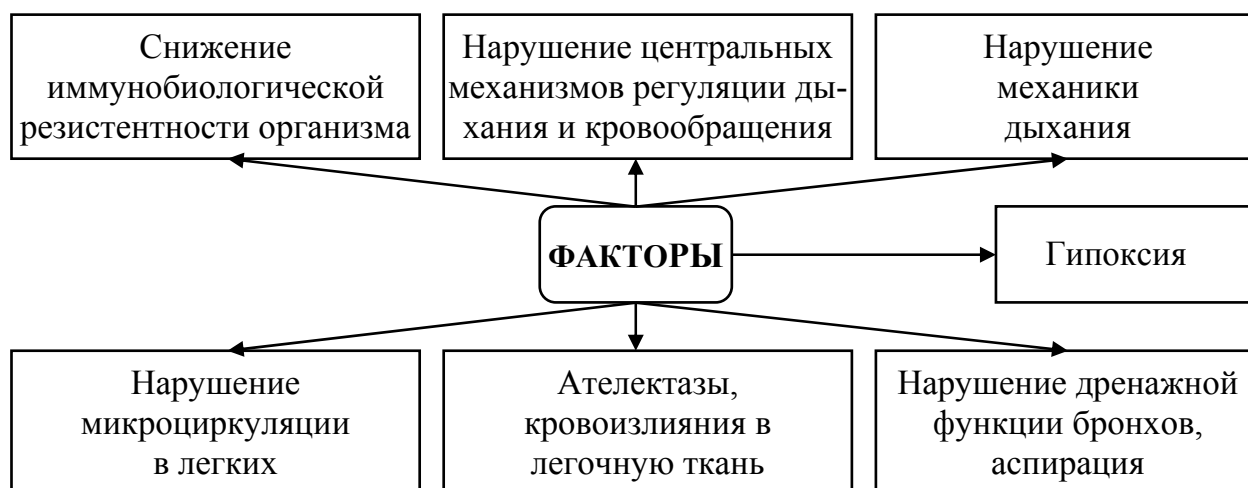 Снижение
иммунобиологической
резистентности организма
Нарушение центральных
механизмов регуляции ды-
хания и кровообращения
Нарушение
механики
дыхания
ФАКТОРЫ
Гипоксия
Нарушение
микроциркуляции
в легких
Ателектазы,
кровоизлияния в
легочную ткань
Нарушение дренажной
функции бронхов,
аспирация